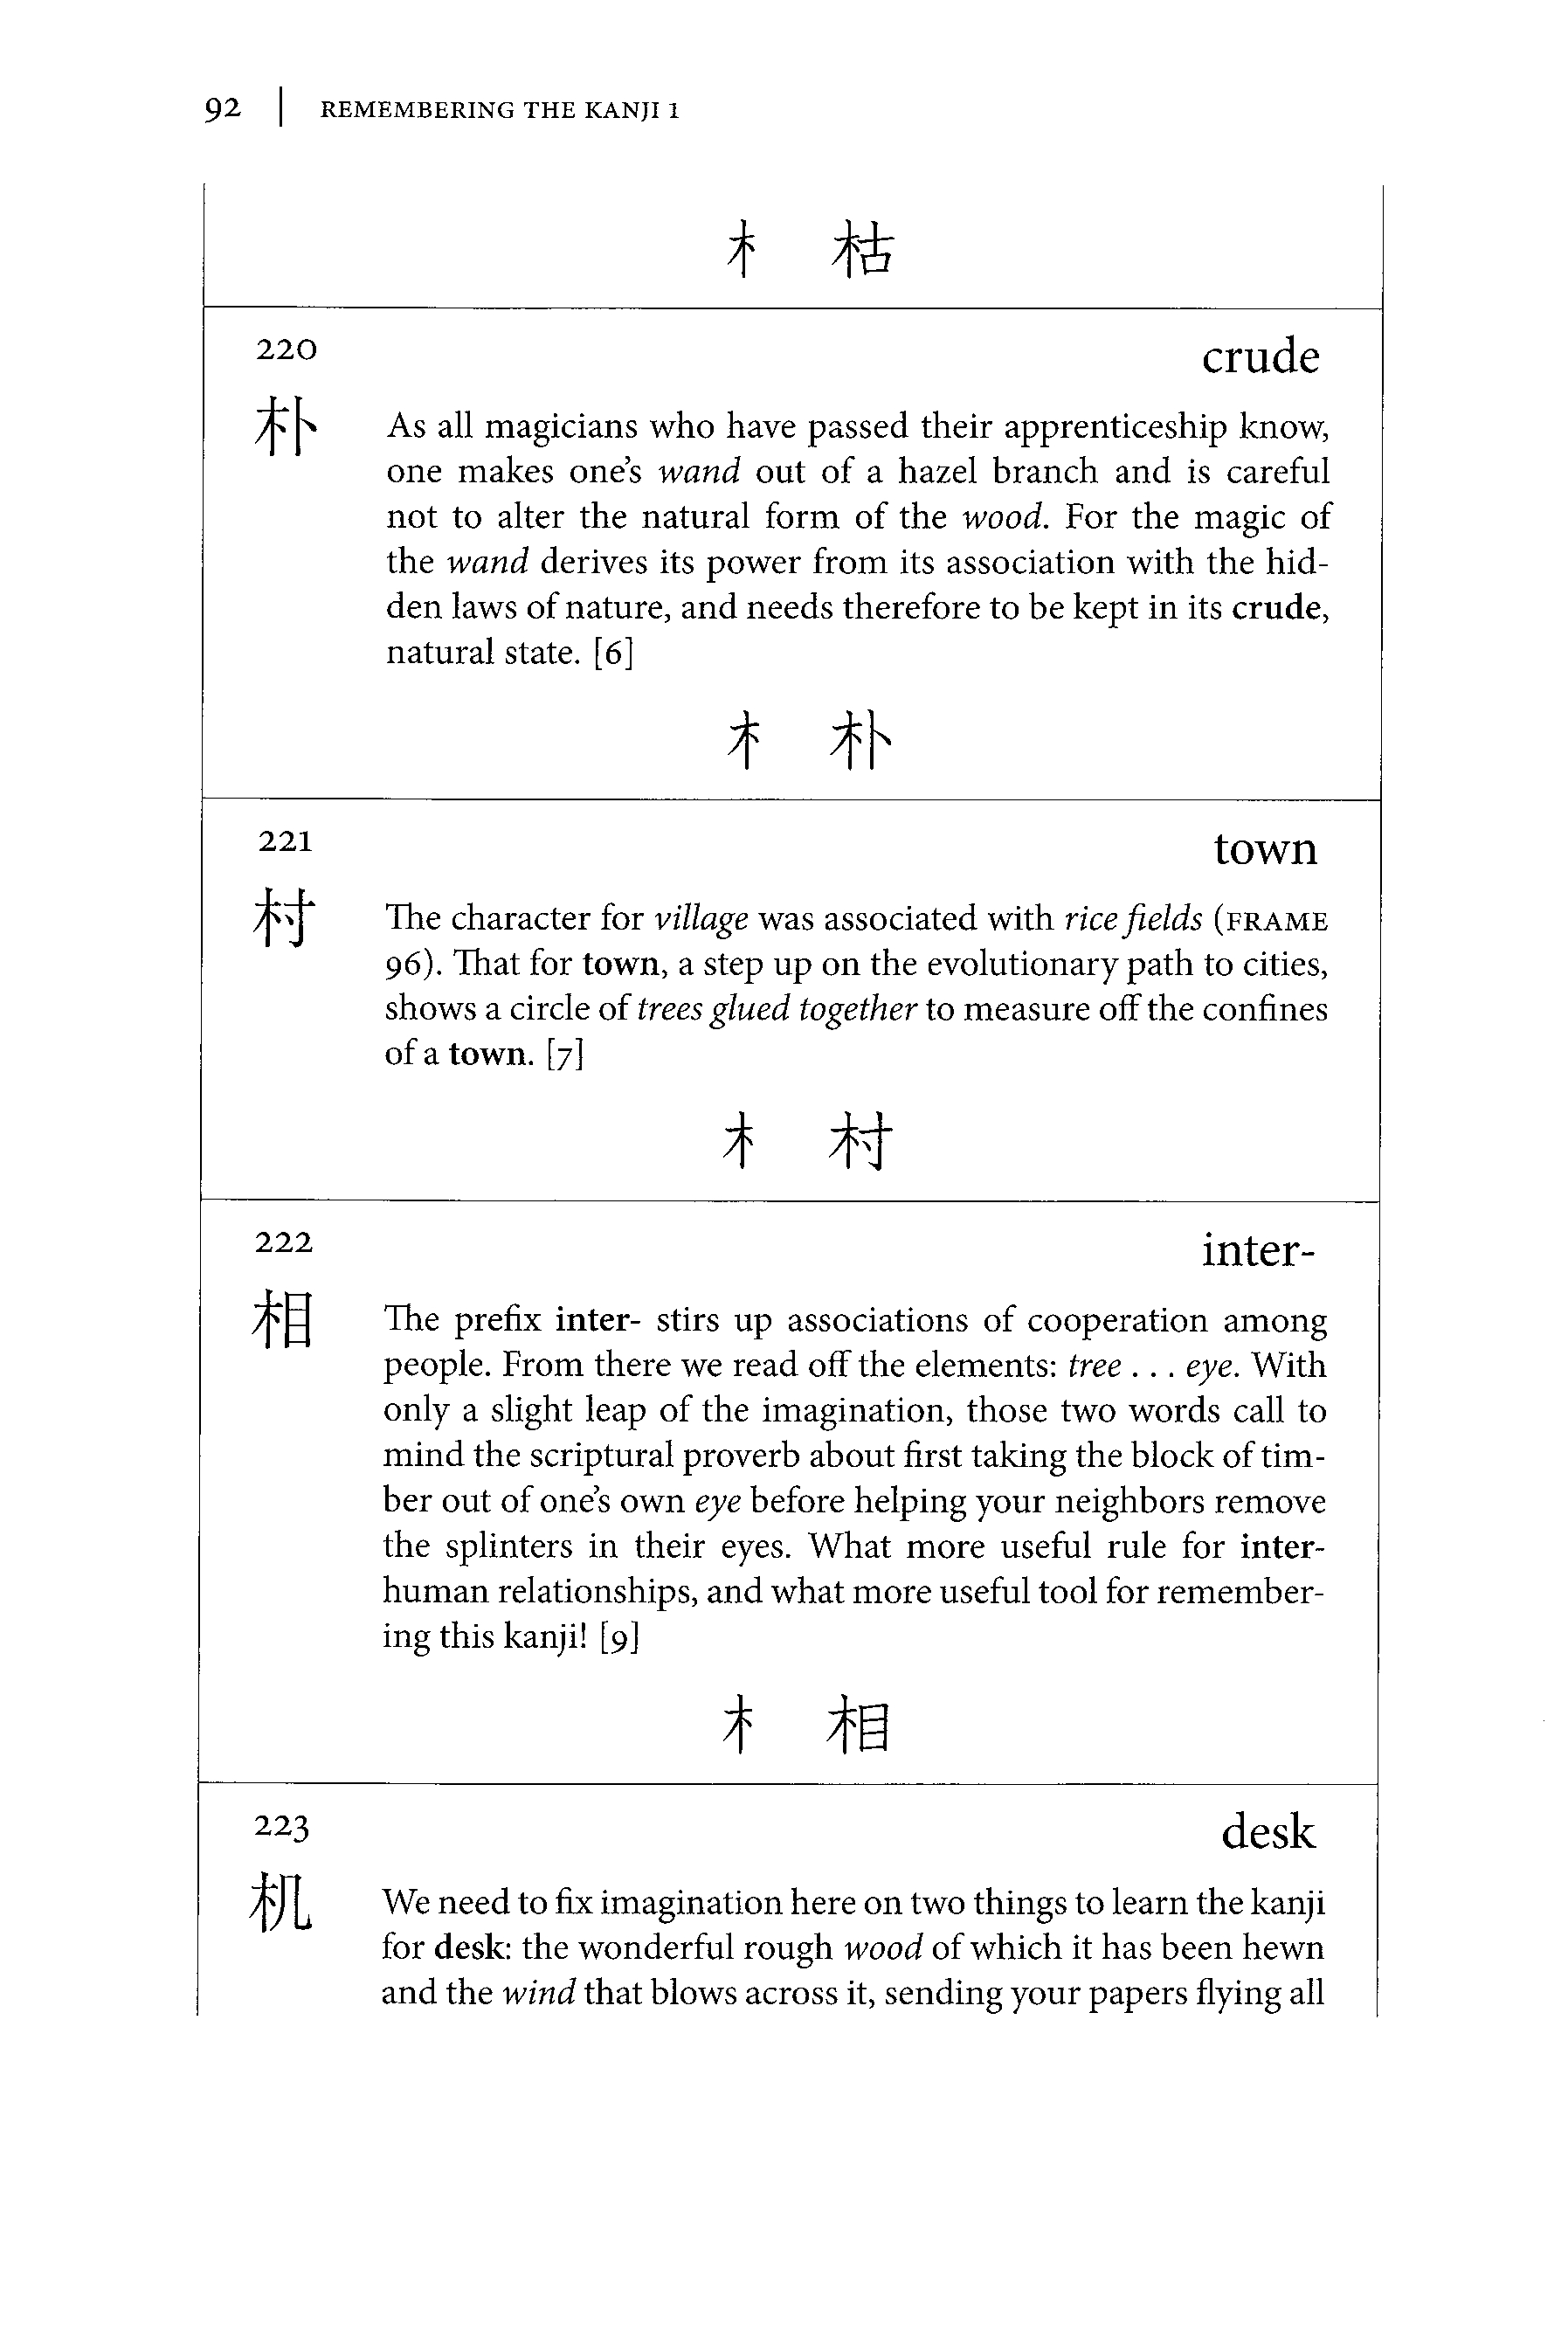 92 | REMEMBERING THE KANJI 1
木 枯
220 crude
朴 As all magicians who have passed their apprenticeship know,
one makes one's wand out of a hazel branch and is careful
not to alter the natural form of the wood. For the magic of
the wand derives its power from its association with the hid-
den laws of nature, and needs therefore to be kept in its crude,
natural state. [6]
木 朴
221 town
村 The character for village was associated with rice fields (FRAME
96). That for town, a step up on the evolutionary path to cities,
shows a circle of trees glued together to measure off the confines
of a town. [7]
木 村
222 inter-
相 The prefix inter- stirs up associations of cooperation among
people. From there we read off the elements: tree . . . eye. With
only a slight leap of the imagination, those two words call to
mind the scriptural proverb about first taking the block of tim-
ber out of one's own eye before helping your neighbors remove
the splinters in their eyes. What more useful rule for inter-
human relationships, and what more useful tool for remember-
ing this kanji! [9]
木 相
223 desk
机 We need to fix imagination here on two things to learn the kanji
for desk: the wonderful rough wood of which it has been hewn
and the wind that blows across it, sending your papers flying all